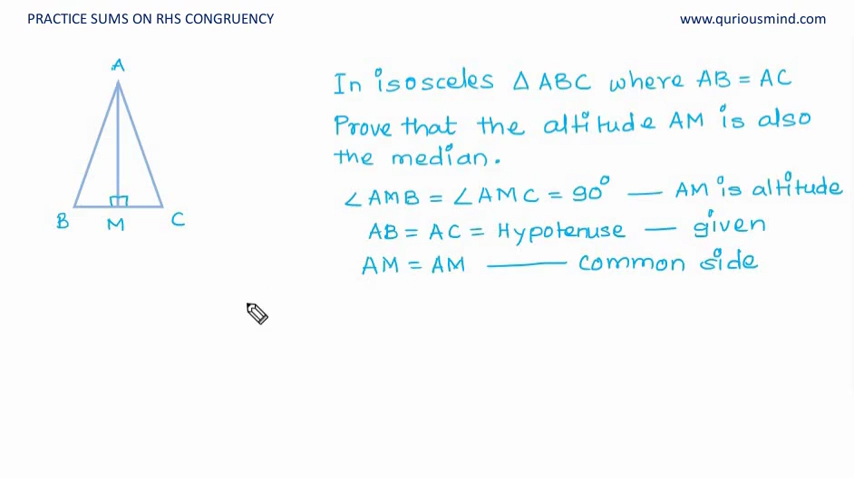 PRACTICE SUMS ON RHS CONGRUENCY
www.quriousmind.com
A
B
M
C
In isosceles Δ ABC where AB = AC
Prove that the altitude AM is also
the median.
∠AMB = ∠AMC = 90° — AM is altitude
AB = AC = Hypotenuse — given
AM = AM — common side